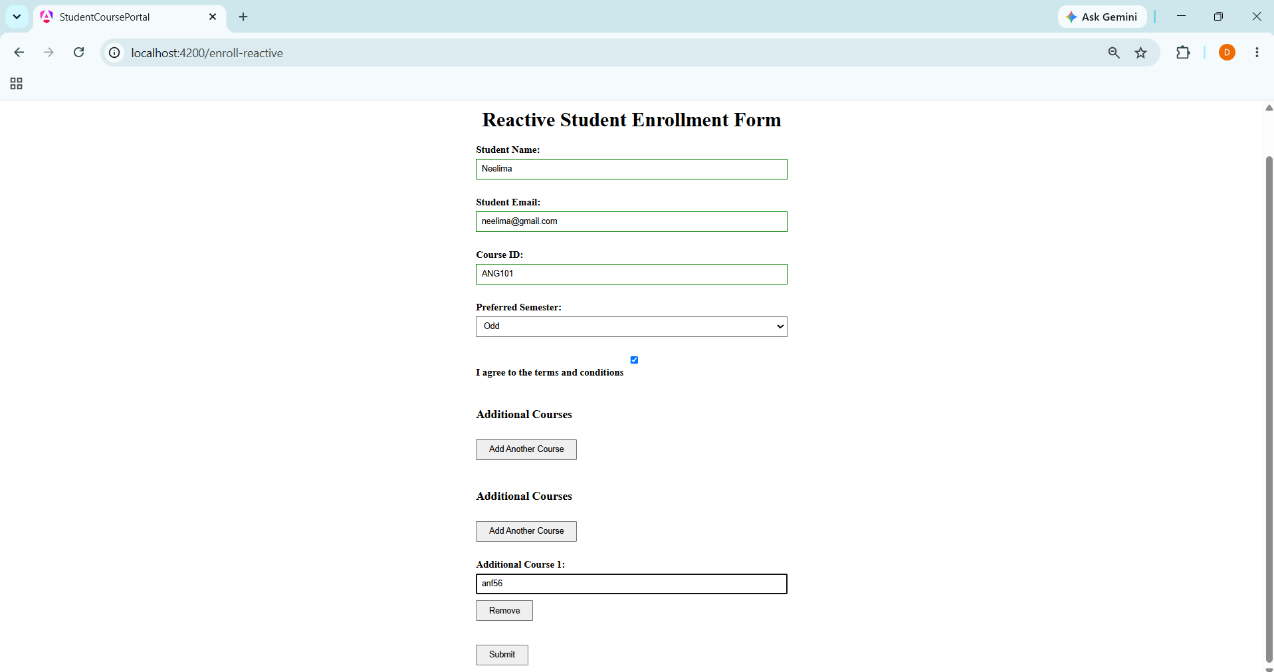 StudentCoursePortal
Ask Gemini
localhost:4200/enroll-reactive
D
Reactive Student Enrollment Form
Student Name:
Neelima
Student Email:
neelima@gmail.com
Course ID:
ANG101
Preferred Semester:
Odd
I agree to the terms and conditions
Additional Courses
Add Another Course
Additional Courses
Add Another Course
Additional Course 1:
anf56
Remove
Submit